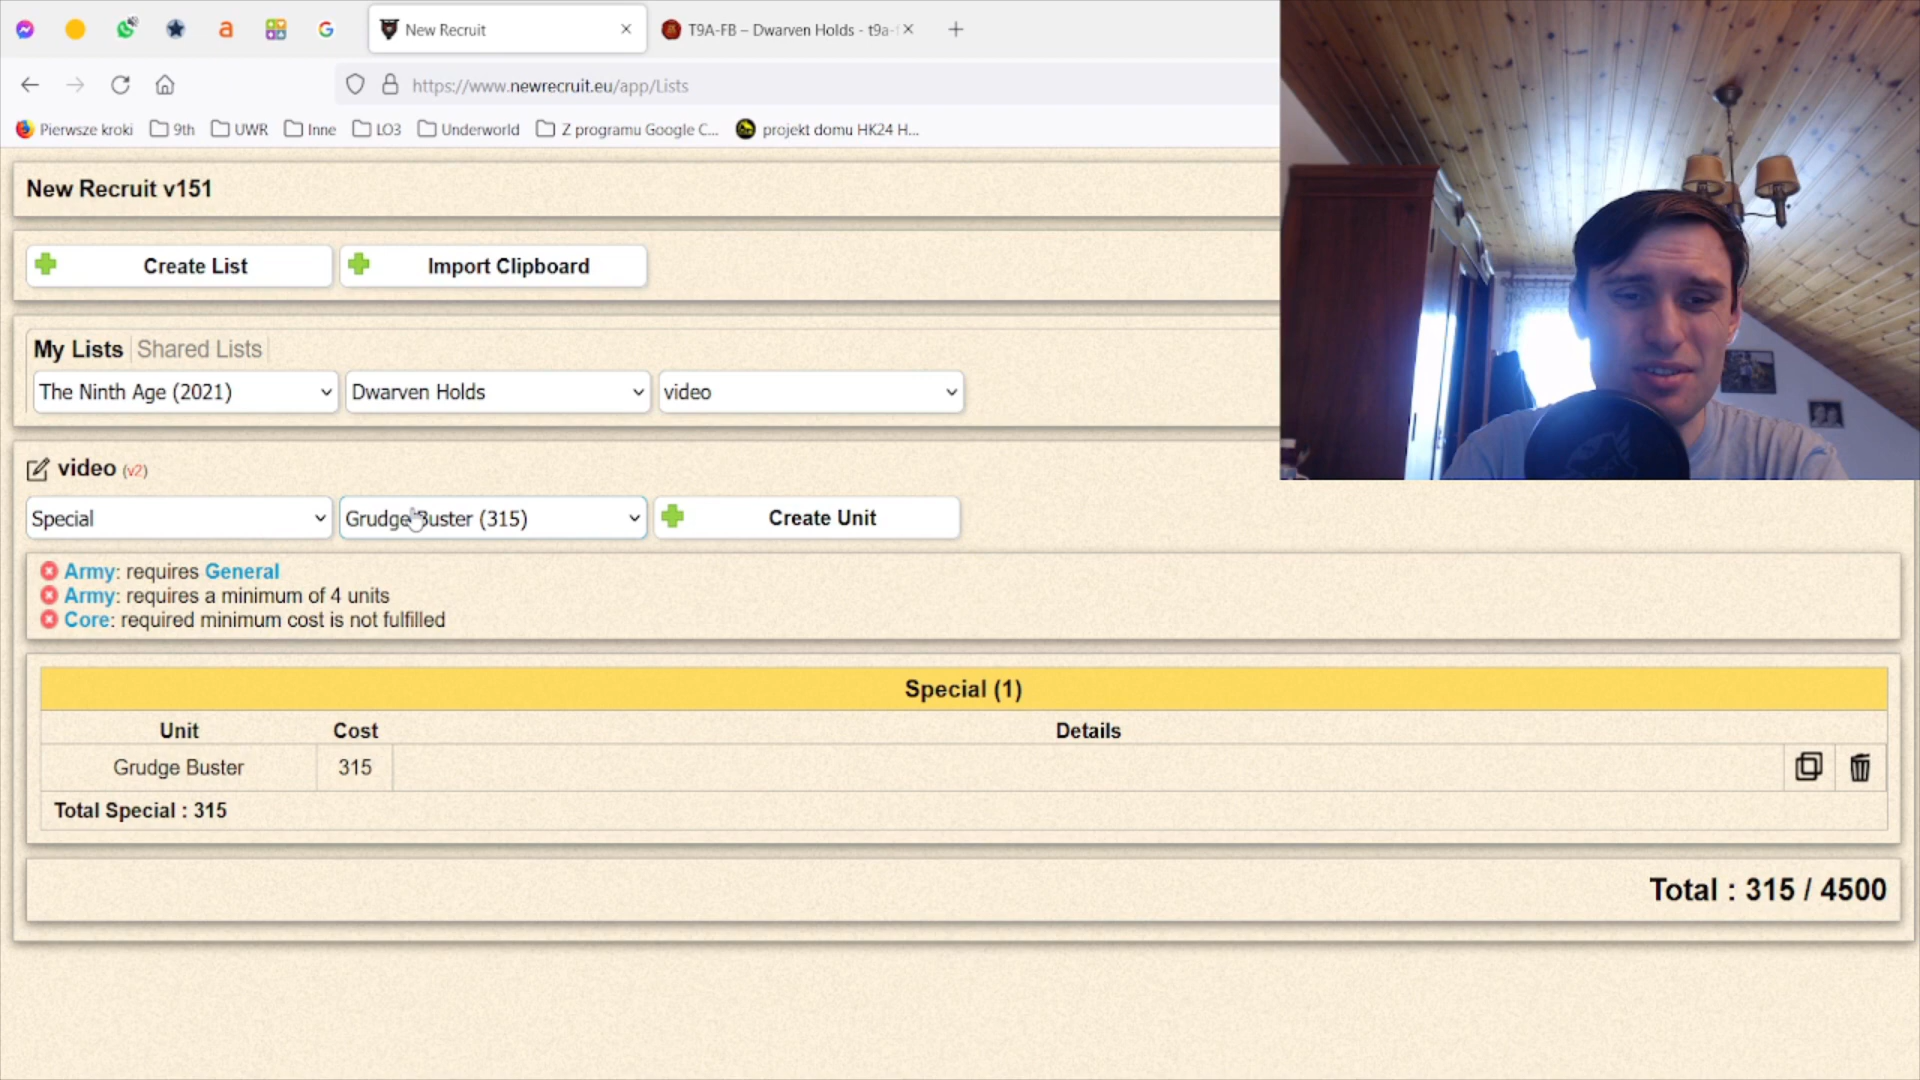 New Recruit
T9A-FB – Dwarven Holds - t9a-
https://www.newrecruit.eu/app/Lists
Pierwsze kroki 9th UWR Inne LO3 Underworld Z programu Google C... projekt domu HK24 H...
New Recruit v151
Create List Import Clipboard
My Lists Shared Lists
The Ninth Age (2021) Dwarven Holds video
video (v2)
Special Grudge Buster (315) Create Unit
Army: requires General
Army: requires a minimum of 4 units
Core: required minimum cost is not fulfilled
Special (1)
Unit Cost Details
Grudge Buster 315
Total Special : 315
Total : 315 / 4500